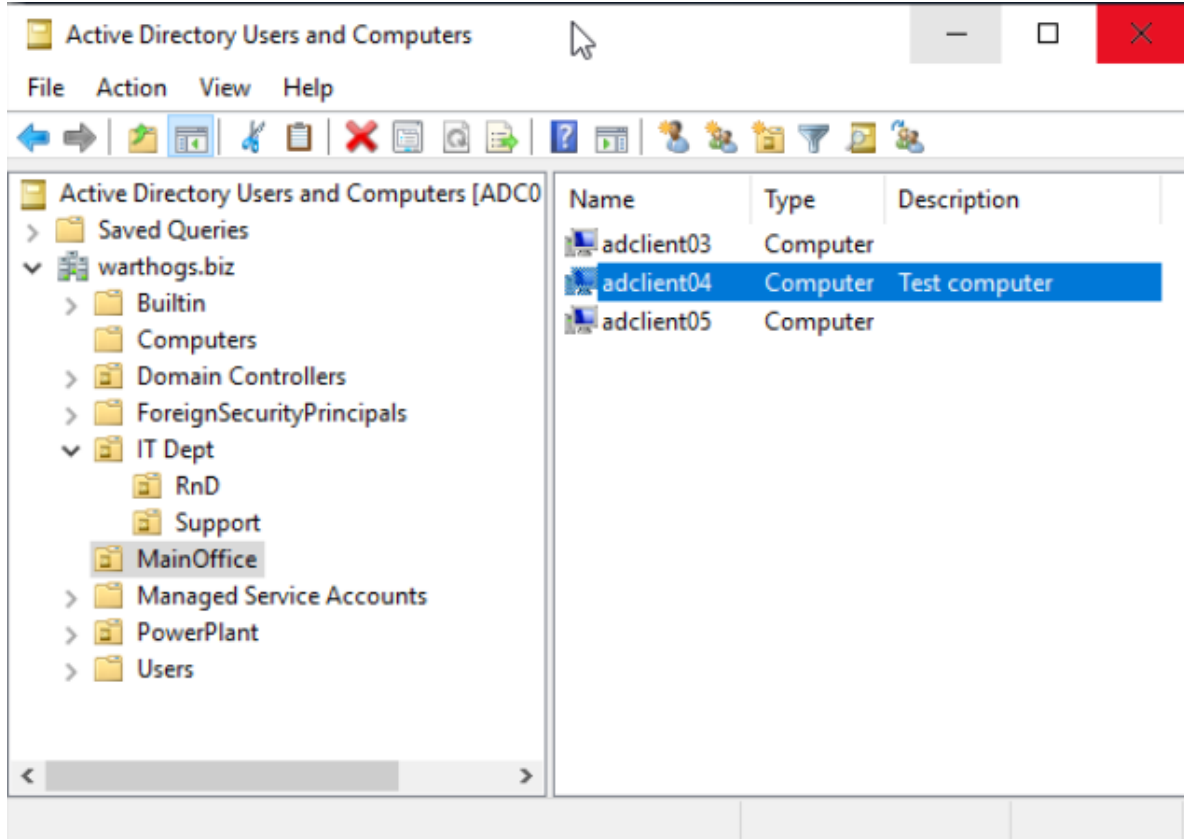 Active Directory Users and Computers
File Action View Help
Active Directory Users and Computers [ADC0
Saved Queries
warthogs.biz
Builtin
Computers
Domain Controllers
ForeignSecurityPrincipals
IT Dept
RnD
Support
MainOffice
Managed Service Accounts
PowerPlant
Users
Name Type Description
adclient03 Computer
adclient04 Computer Test computer
adclient05 Computer